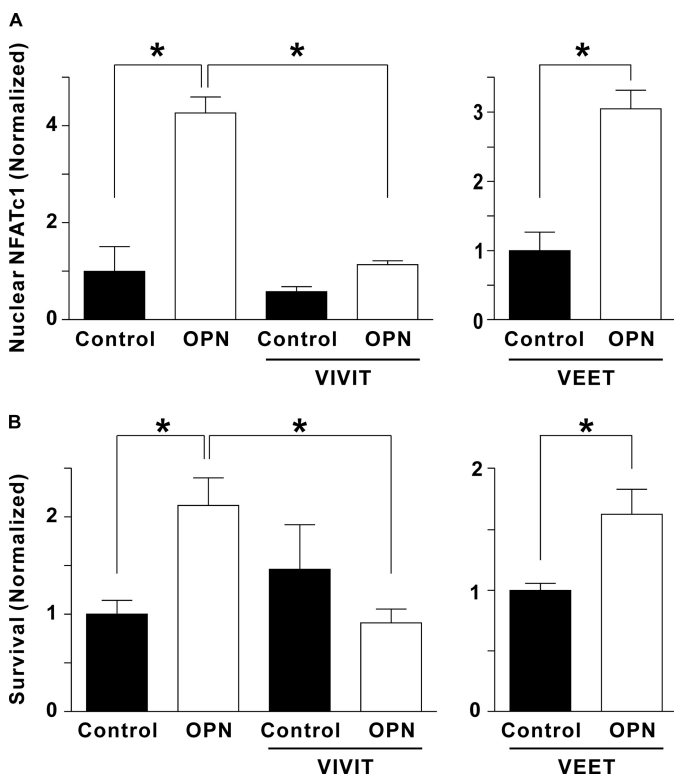 A
* * *
Nuclear NFATc1 (Normalized)
4
2
0
3
2
1
0
Control OPN Control OPN
VIVIT
Control OPN
VEET
B
* * *
Survival (Normalized)
2
1
0
2
1
0
Control OPN Control OPN
VIVIT
Control OPN
VEET